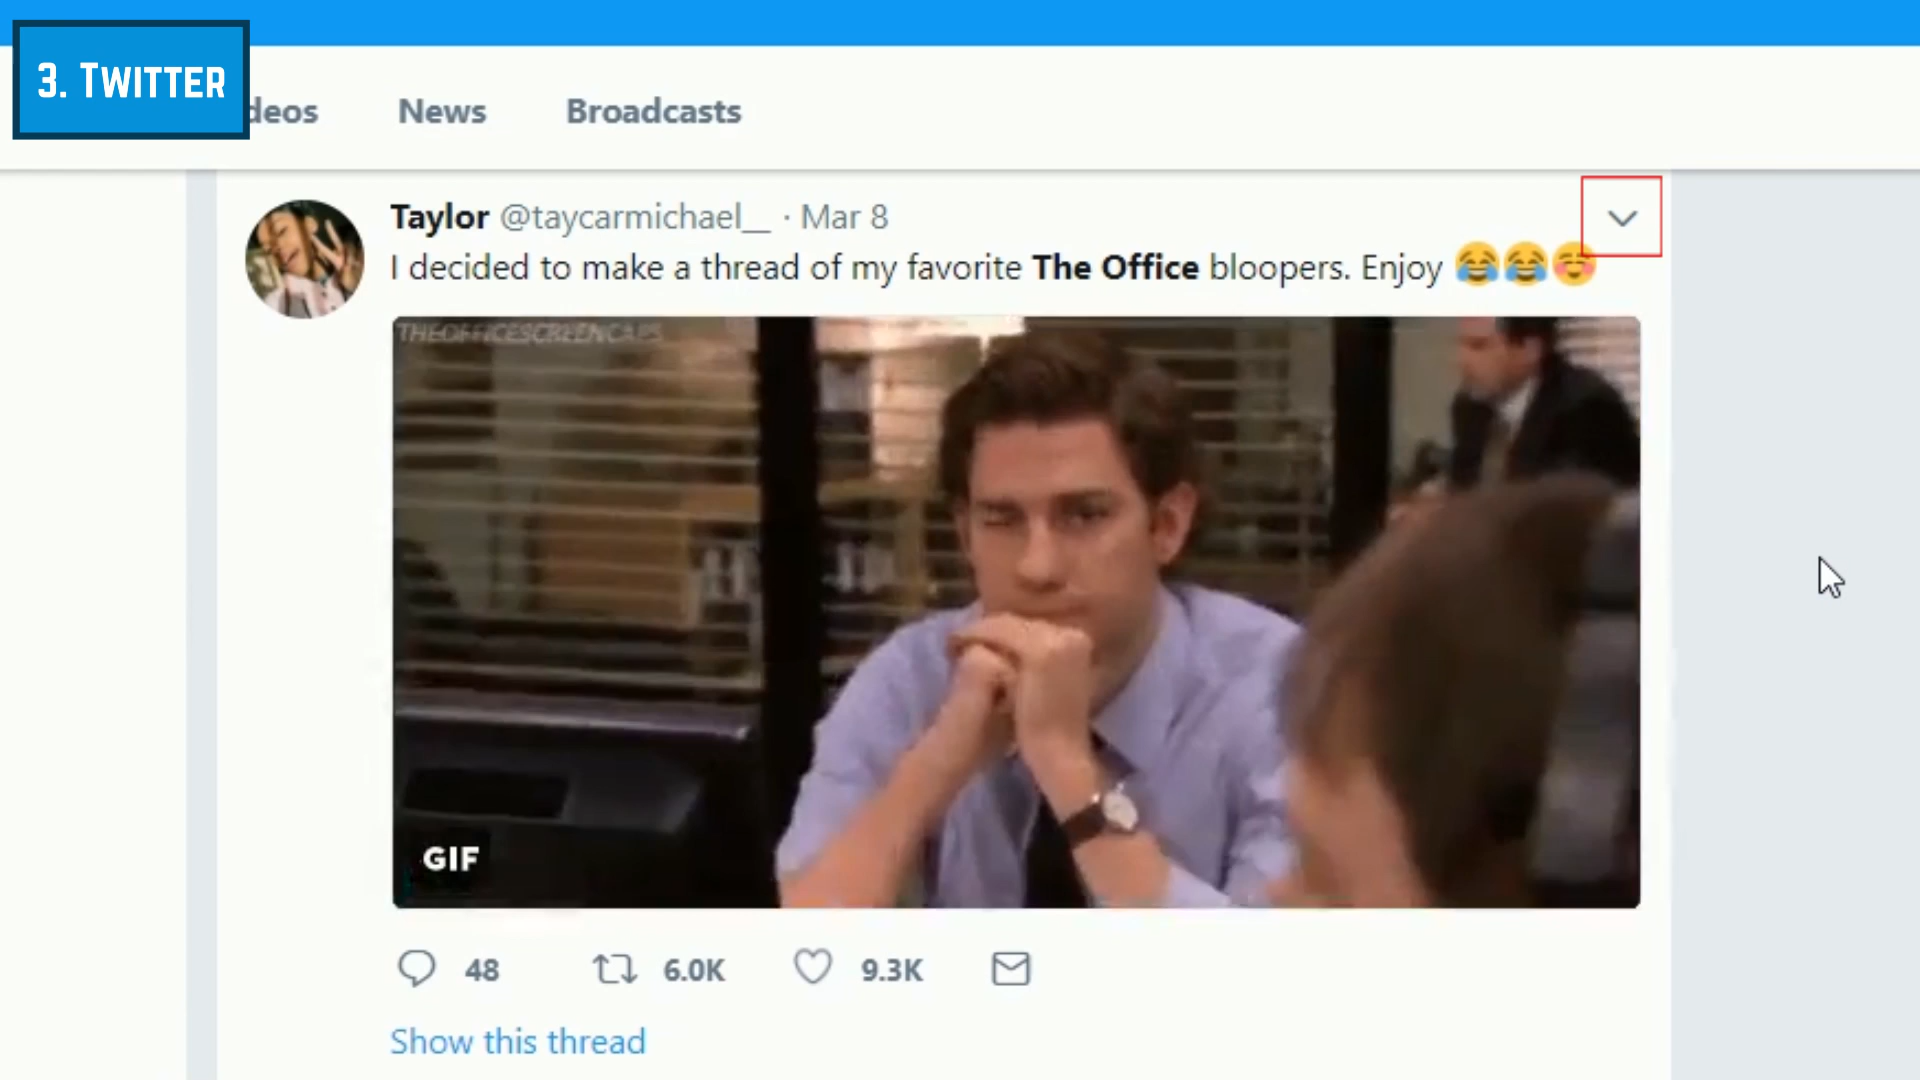 3. TWITTER
deos News Broadcasts
Taylor @taycarmichael__ · Mar 8
I decided to make a thread of my favorite The Office bloopers. Enjoy 😂😂☺️
THEOFFICESCREENCAPS
GIF
48 6.0K 9.3K
Show this thread